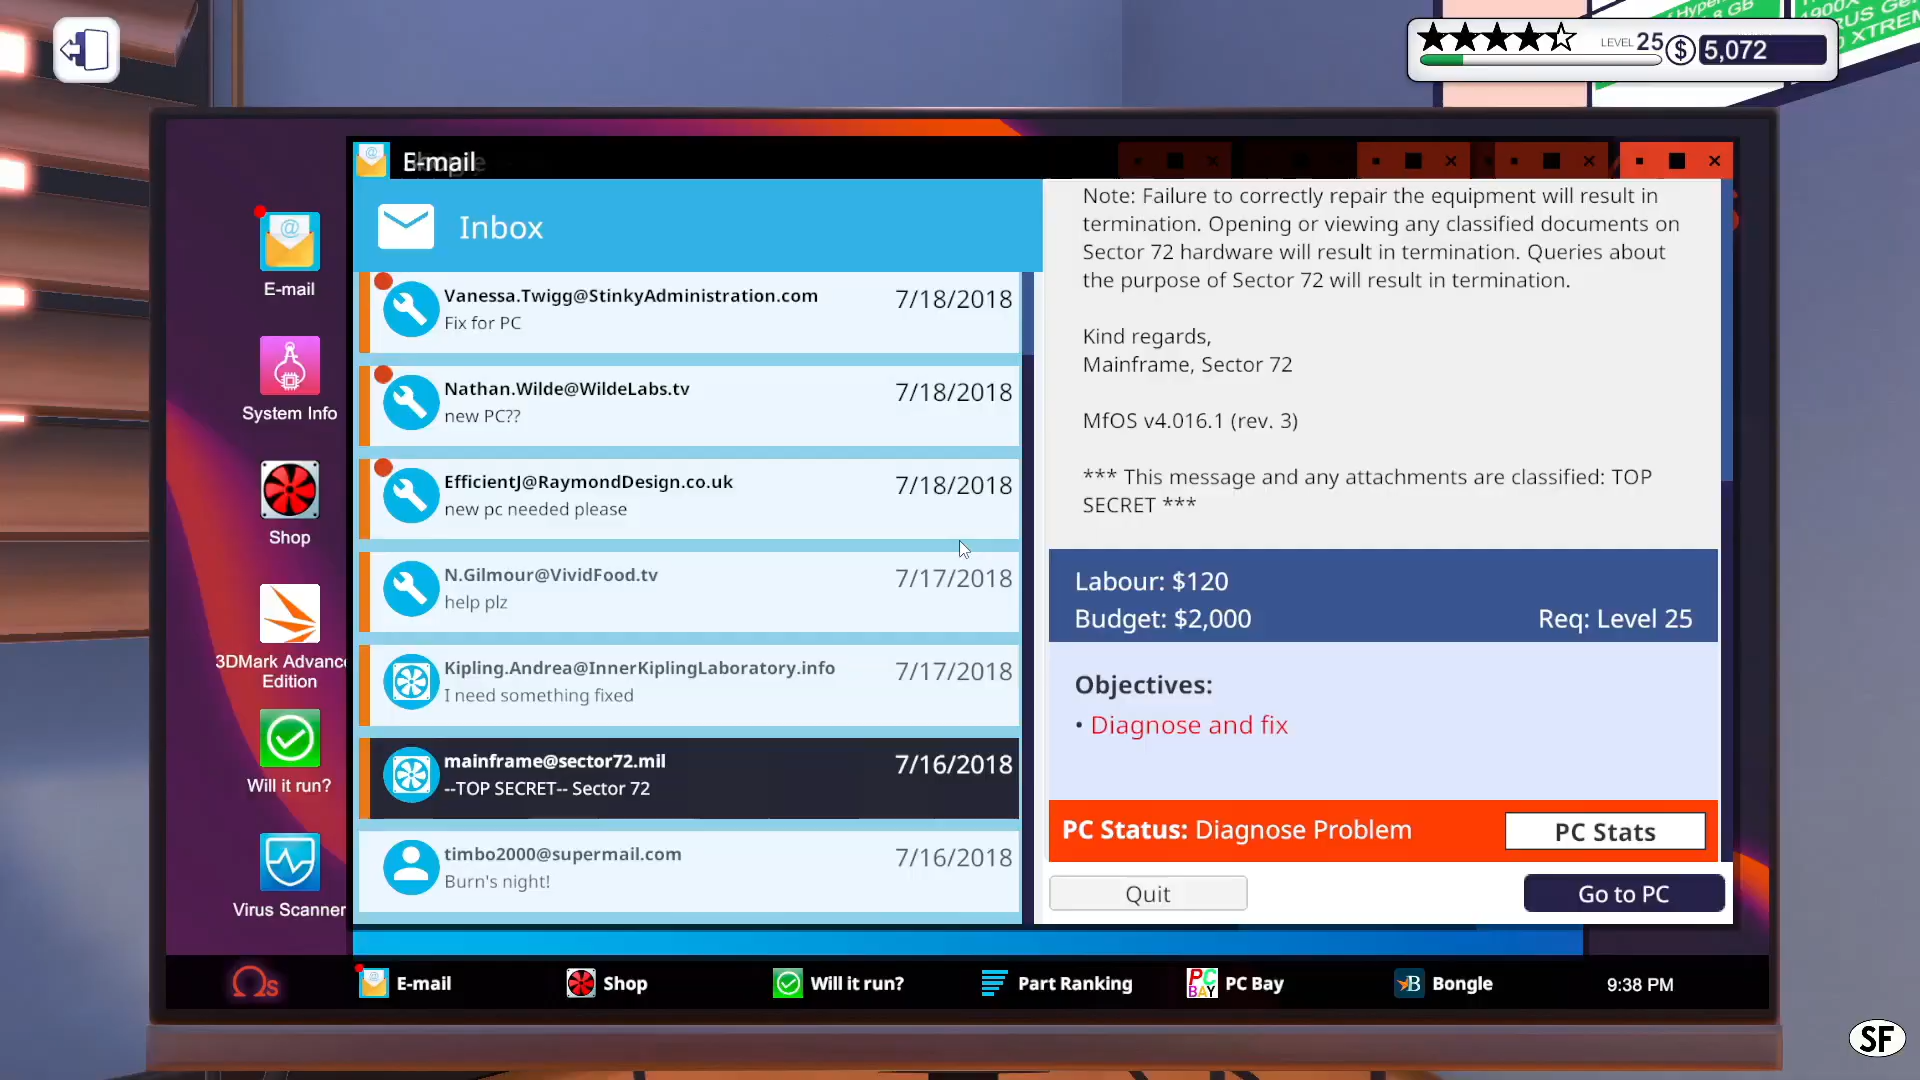 LEVEL 25
$ 5,072
E-mail
Inbox
Vanessa.Twigg@StinkyAdministration.com 7/18/2018
Fix for PC
Nathan.Wilde@WildeLabs.tv 7/18/2018
new PC??
EfficientJ@RaymondDesign.co.uk 7/18/2018
new pc needed please
N.Gilmour@VividFood.tv 7/17/2018
help plz
Kipling.Andrea@InnerKiplingLaboratory.info 7/17/2018
I need something fixed
mainframe@sector72.mil 7/16/2018
--TOP SECRET-- Sector 72
timbo2000@supermail.com 7/16/2018
Burn's night!
Note: Failure to correctly repair the equipment will result in
termination. Opening or viewing any classified documents on
Sector 72 hardware will result in termination. Queries about
the purpose of Sector 72 will result in termination.
Kind regards,
Mainframe, Sector 72
MfOS v4.016.1 (rev. 3)
*** This message and any attachments are classified: TOP
SECRET ***
Labour: $120
Budget: $2,000 Req: Level 25
Objectives:
• Diagnose and fix
PC Status: Diagnose Problem PC Stats
Quit Go to PC
E-mail
System Info
Shop
3DMark Advance
Edition
Will it run?
Virus Scanner
Ωs E-mail Shop Will it run? Part Ranking PC BAY PC Bay B Bongle 9:38 PM
SF